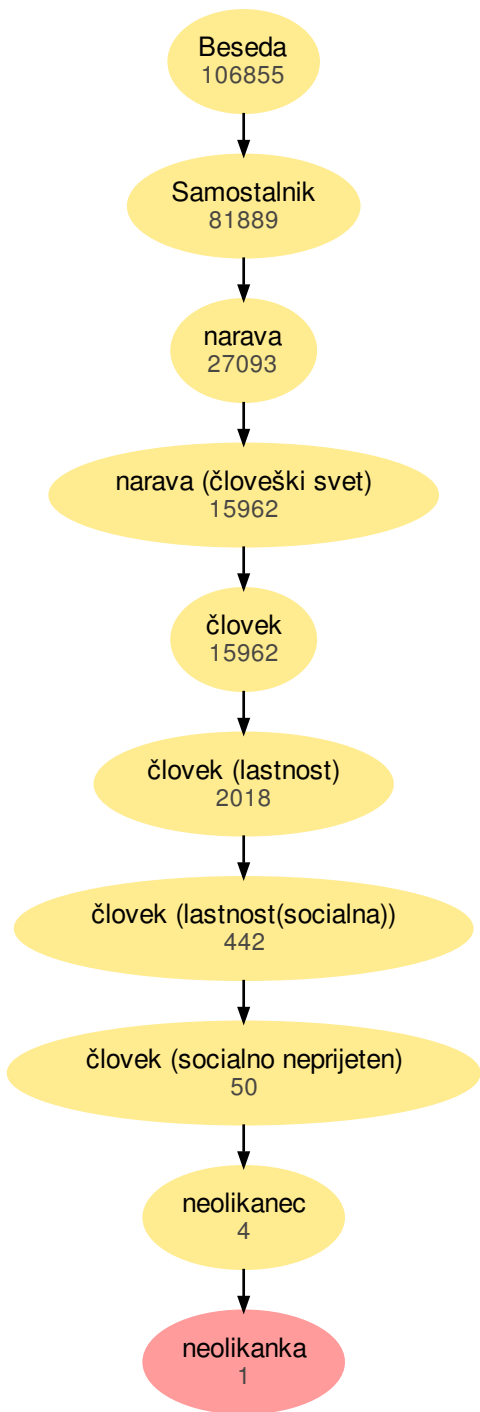 Beseda
106855
Samostalnik
81889
narava
27093
narava (človeški svet)
15962
človek
15962
človek (lastnost)
2018
človek (lastnost(socialna))
442
človek (socialno neprijeten)
50
neolikanec
4
neolikanka
1